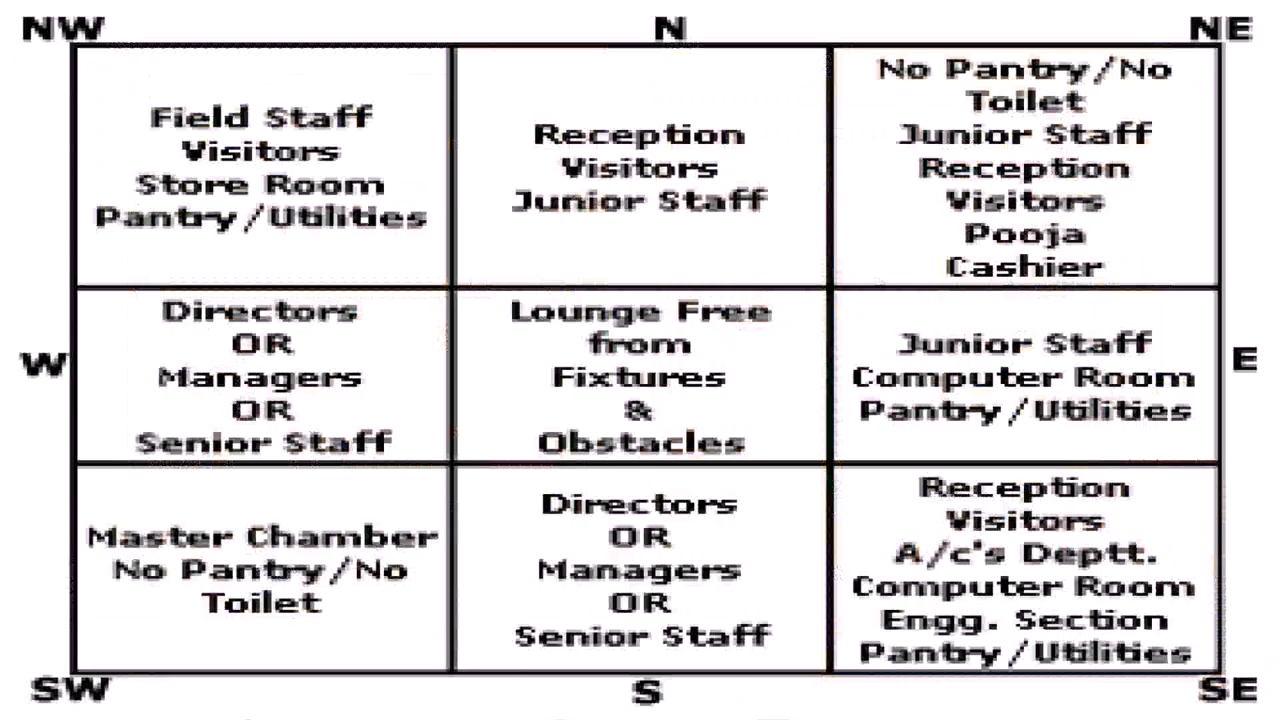 NW N NE
Field Staff
Visitors
Store Room
Pantry/Utilities
Reception
Visitors
Junior Staff
No Pantry/No
Toilet
Junior Staff
Reception
Visitors
Pooja
Cashier
W
Directors
OR
Managers
OR
Senior Staff
Lounge Free
from
Fixtures
&
Obstacles
Junior Staff
Computer Room
Pantry/Utilities
E
Master Chamber
No Pantry/No
Toilet
Directors
OR
Managers
OR
Senior Staff
Reception
Visitors
A/c's Deptt.
Computer Room
Engg. Section
Pantry/Utilities
SW S SE